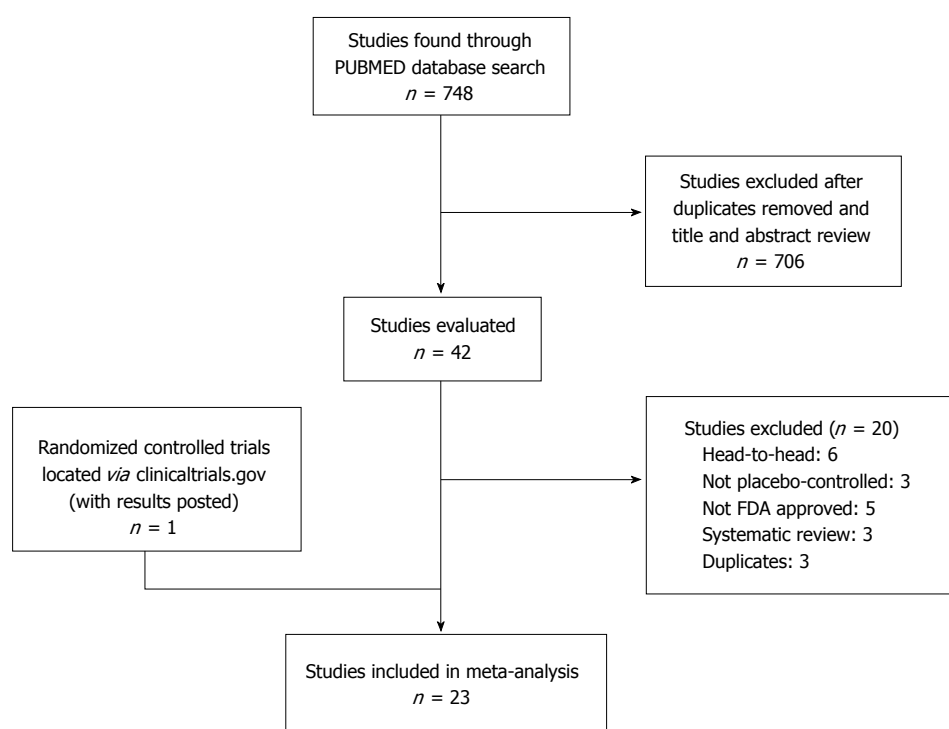 Studies found through
PUBMED database search
n = 748
Studies excluded after
duplicates removed and
title and abstract review
n = 706
Studies evaluated
n = 42
Randomized controlled trials
located via clinicaltrials.gov
(with results posted)
n = 1
Studies excluded (n = 20)
Head-to-head: 6
Not placebo-controlled: 3
Not FDA approved: 5
Systematic review: 3
Duplicates: 3
Studies included in meta-analysis
n = 23